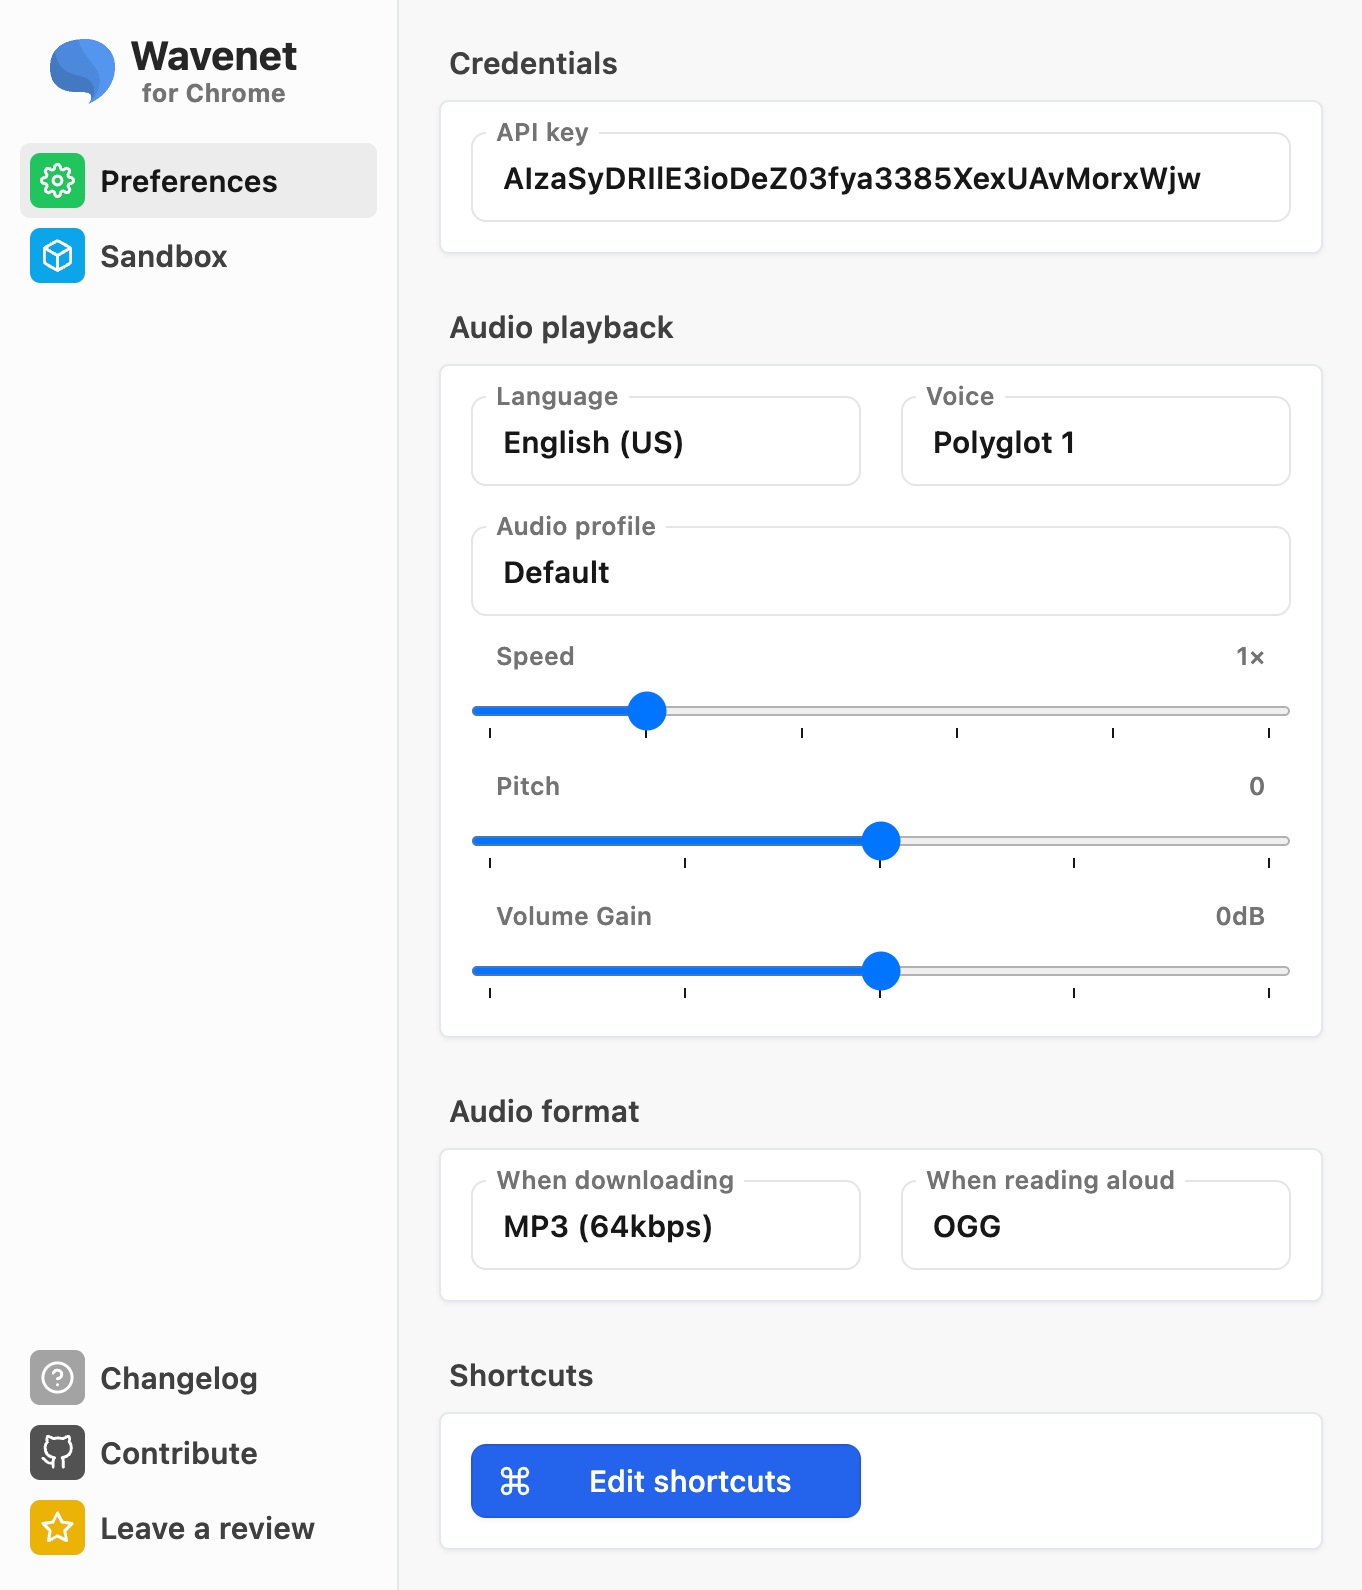 Wavenet
for Chrome
Preferences
Sandbox
Changelog
Contribute
Leave a review
Credentials
API key
AIzaSyDRIlE3ioDeZ03fya3385XexUAvMorxWjw
Audio playback
Language
English (US)
Voice
Polyglot 1
Audio profile
Default
Speed 1×
Pitch 0
Volume Gain 0dB
Audio format
When downloading
MP3 (64kbps)
When reading aloud
OGG
Shortcuts
⌘ Edit shortcuts